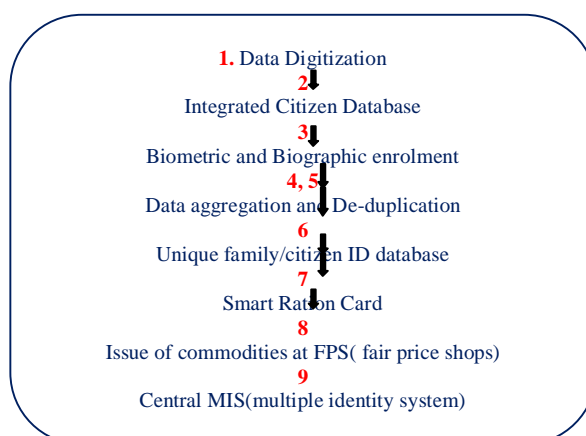 1. Data Digitization
2
Integrated Citizen Database
3
Biometric and Biographic enrolment
4, 5
Data aggregation and De-duplication
6
Unique family/citizen ID database
7
Smart Ration Card
8
Issue of commodities at FPS( fair price shops)
9
Central MIS(multiple identity system)